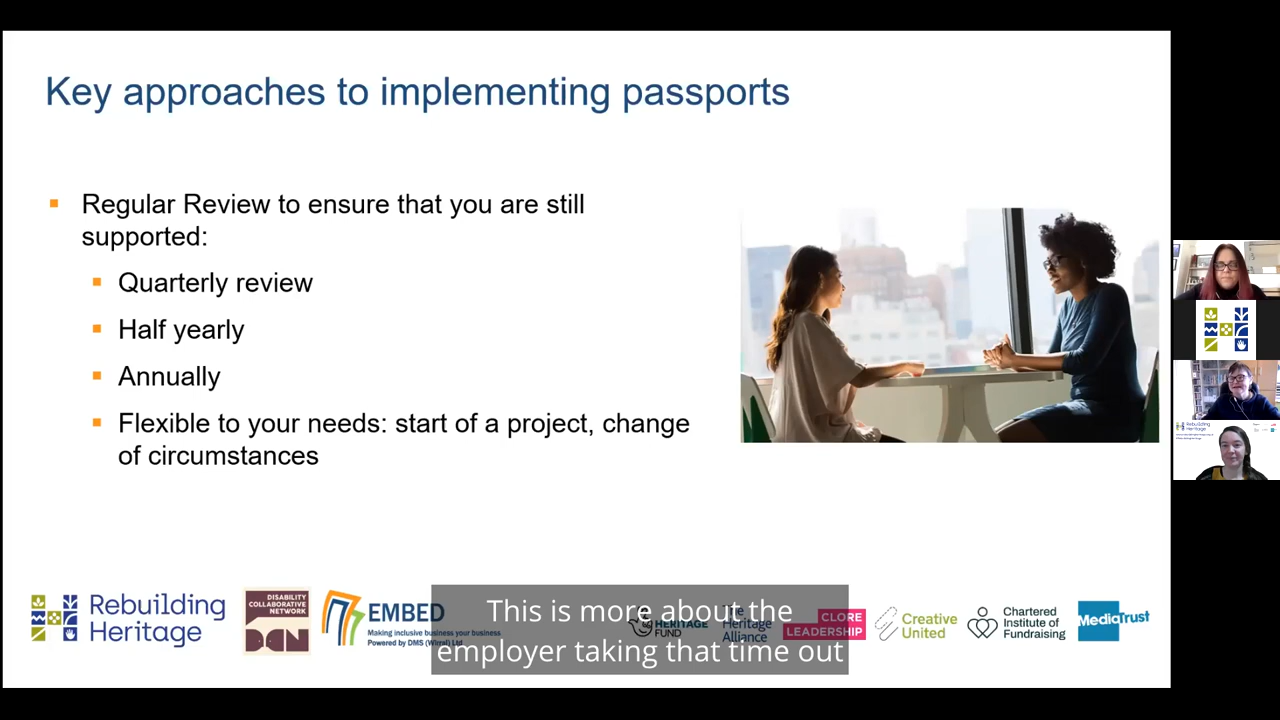 Key approaches to implementing passports
Regular Review to ensure that you are still
supported:
Quarterly review
Half yearly
Annually
Flexible to your needs: start of a project, change
of circumstances
Rebuilding
Heritage
DISABILITY
COLLABORATIVE
NETWORK
DCN
EMBED
Making inclusive business your business
Powered by DMS (Wirral) Ltd
HERITAGE
FUND
The
Heritage
Alliance
CLORE
LEADERSHIP
Creative
United
Chartered
Institute of
Fundraising
MediaTrust
This is more about the
employer taking that time out
Rebuilding
Heritage